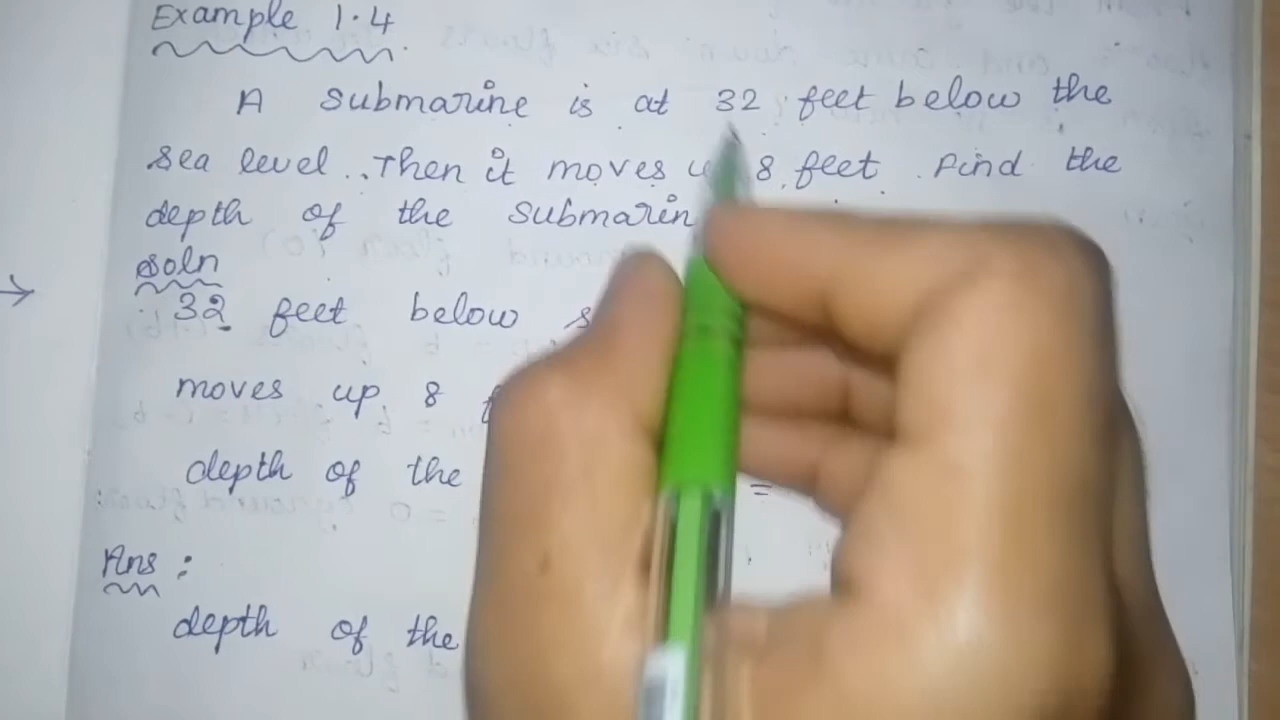 Example 1.4
A submarine is at 32 feet below the
sea level. Then it moves 8 feet. Find the
depth of the submarin
Soln
32 feet below
moves up 8
depth of the =
Ans :
depth of the